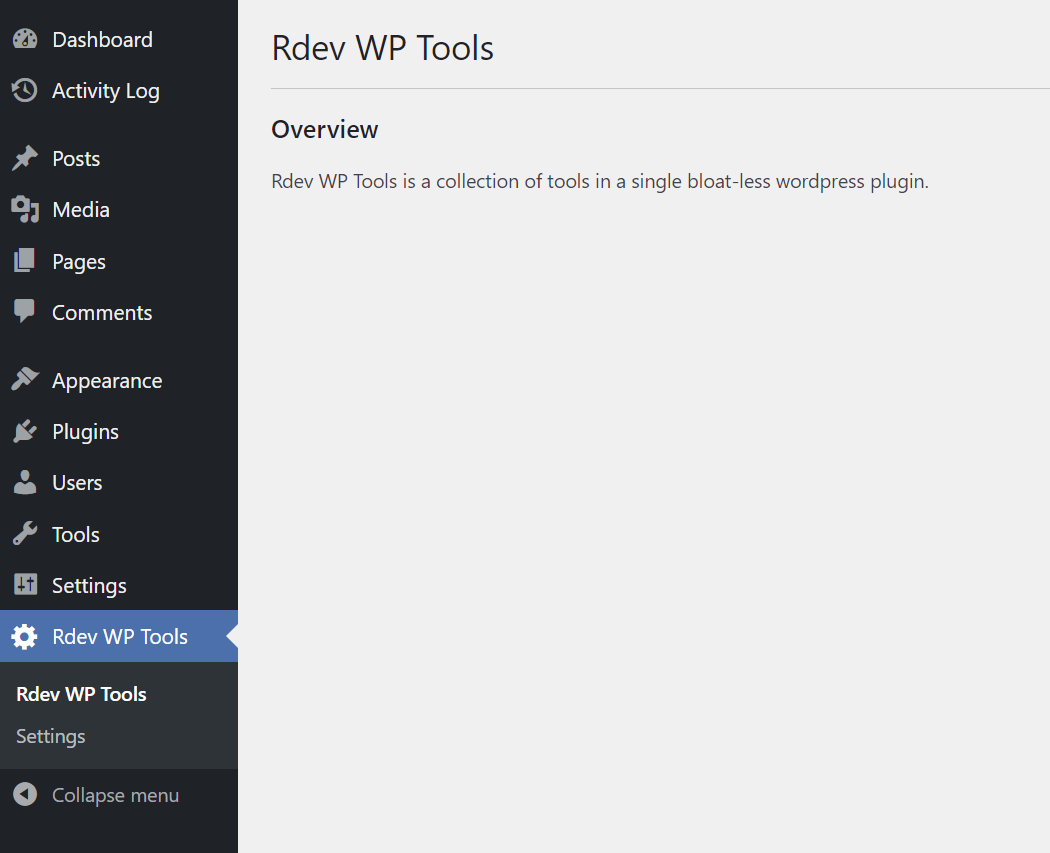 Dashboard
Activity Log
Posts
Media
Pages
Comments
Appearance
Plugins
Users
Tools
Settings
Rdev WP Tools
Rdev WP Tools
Settings
Collapse menu
Rdev WP Tools
Overview
Rdev WP Tools is a collection of tools in a single bloat-less wordpress plugin.